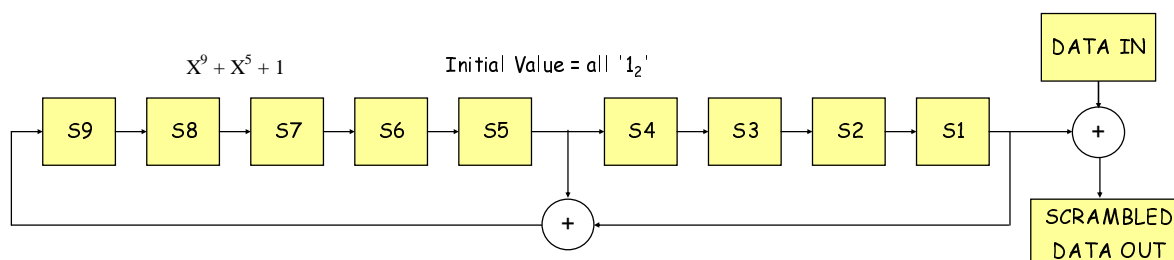 DATA IN
X⁹ + X⁵ + 1
Initial Value = all '1₂'
S9 S8 S7 S6 S5 S4 S3 S2 S1 +
+
SCRAMBLED
DATA OUT